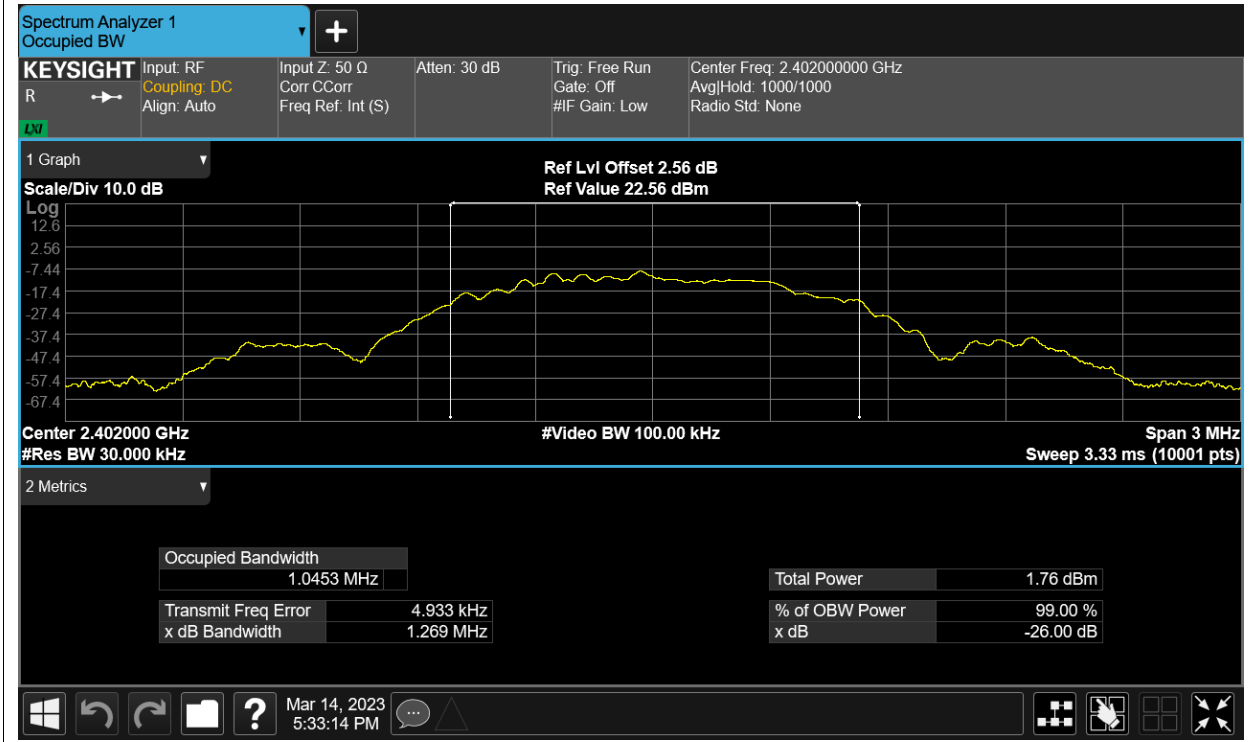 Spectrum Analyzer 1
Occupied BW
KEYSIGHT
R
LXI
Input: RF
Coupling: DC
Align: Auto
Input Z: 50 Ω
Corr CCorr
Freq Ref: Int (S)
Atten: 30 dB
Trig: Free Run
Gate: Off
#IF Gain: Low
Center Freq: 2.402000000 GHz
Avg|Hold: 1000/1000
Radio Std: None
1 Graph
Scale/Div 10.0 dB
Ref Lvl Offset 2.56 dB
Ref Value 22.56 dBm
Log
12.6
2.56
-7.44
-17.4
-27.4
-37.4
-47.4
-57.4
-67.4
Center 2.402000 GHz
#Video BW 100.00 kHz
Span 3 MHz
#Res BW 30.000 kHz
Sweep 3.33 ms (10001 pts)
2 Metrics
Occupied Bandwidth
1.0453 MHz
Total Power 1.76 dBm
Transmit Freq Error 4.933 kHz
% of OBW Power 99.00 %
x dB Bandwidth 1.269 MHz
x dB -26.00 dB
?
Mar 14, 2023
5:33:14 PM